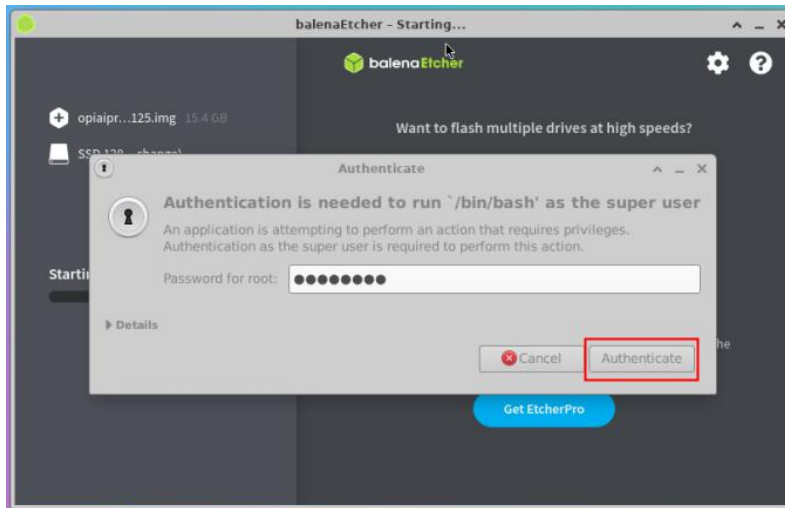 balenaEtcher - Starting...
balenaEtcher
opiaipr...125.img 15.4 GB
Want to flash multiple drives at high speeds?
Authenticate
Authentication is needed to run `/bin/bash' as the super user
An application is attempting to perform an action that requires privileges.
Authentication as the super user is required to perform this action.
Starti
Password for root: ●●●●●●●●
Details
Cancel
Authenticate
he
Get EtcherPro